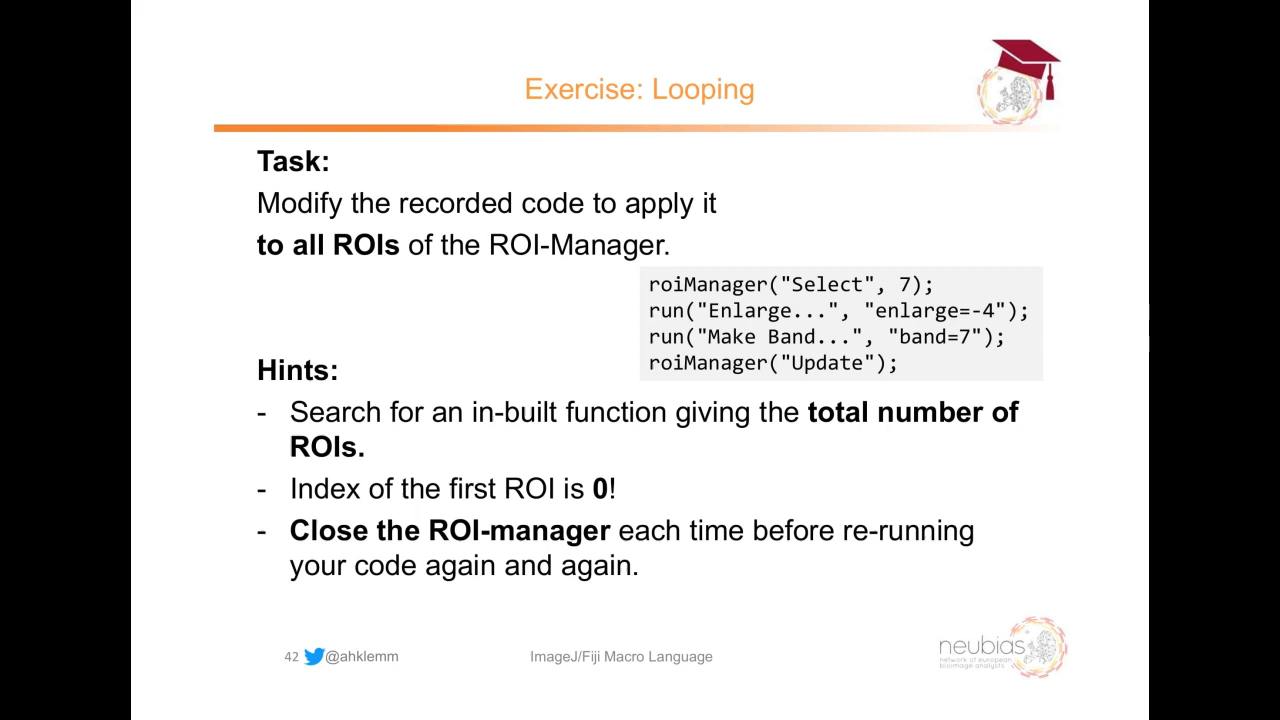 Exercise: Looping
Task:
Modify the recorded code to apply it
to all ROIs of the ROI-Manager.
roiManager("Select", 7);
run("Enlarge...", "enlarge=-4");
run("Make Band...", "band=7");
roiManager("Update");
Hints:
- Search for an in-built function giving the total number of
ROIs.
- Index of the first ROI is 0!
- Close the ROI-manager each time before re-running
your code again and again.
42 @ahklemm
ImageJ/Fiji Macro Language
neubias
network of european
bioimage analysts